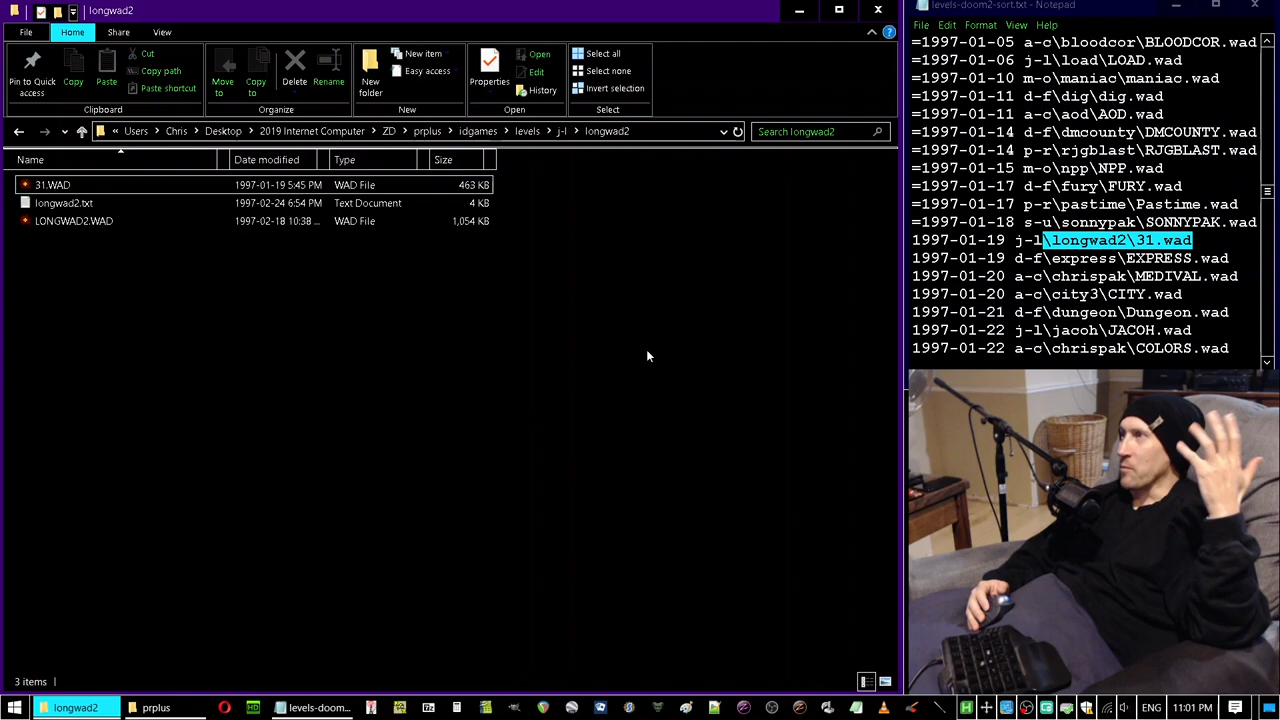 longwad2
File Home Share View
Pin to Quick access
Copy
Paste
Cut
Copy path
Paste shortcut
Clipboard
Move to
Copy to
Delete
Rename
Organize
New folder
New item
Easy access
New
Properties
Open
Edit
History
Open
Select all
Select none
Invert selection
Select
Users Chris Desktop 2019 Internet Computer ZD prplus idgames levels j-l longwad2
Search longwad2
Name Date modified Type Size
31.WAD 1997-01-19 5:45 PM WAD File 463 KB
longwad2.txt 1997-02-24 6:54 PM Text Document 4 KB
LONGWAD2.WAD 1997-02-18 10:38 ... WAD File 1,054 KB
3 items
levels-doom2-sort.txt - Notepad
File Edit Format View Help
=1997-01-05 a-c\bloodcor\BLOODCOR.wad
=1997-01-06 j-l\load\LOAD.wad
=1997-01-10 m-o\maniac\maniac.wad
=1997-01-11 d-f\dig\dig.wad
=1997-01-11 a-c\aod\AOD.wad
=1997-01-14 d-f\dmcounty\DMCOUNTY.wad
=1997-01-14 p-r\rjgblast\RJGBLAST.wad
=1997-01-15 m-o\npp\NPP.wad
=1997-01-17 d-f\fury\FURY.wad
=1997-01-17 p-r\pastime\Pastime.wad
=1997-01-18 s-u\sonnypak\SONNYPAK.wad
1997-01-19 j-l\longwad2\31.wad
1997-01-19 d-f\express\EXPRESS.wad
1997-01-20 a-c\chrispak\MEDIVAL.wad
1997-01-20 a-c\city3\CITY.wad
1997-01-21 d-f\dungeon\Dungeon.wad
1997-01-22 j-l\jacoh\JACOH.wad
1997-01-22 a-c\chrispak\COLORS.wad
longwad2 prplus levels-doom... ENG 11:01 PM